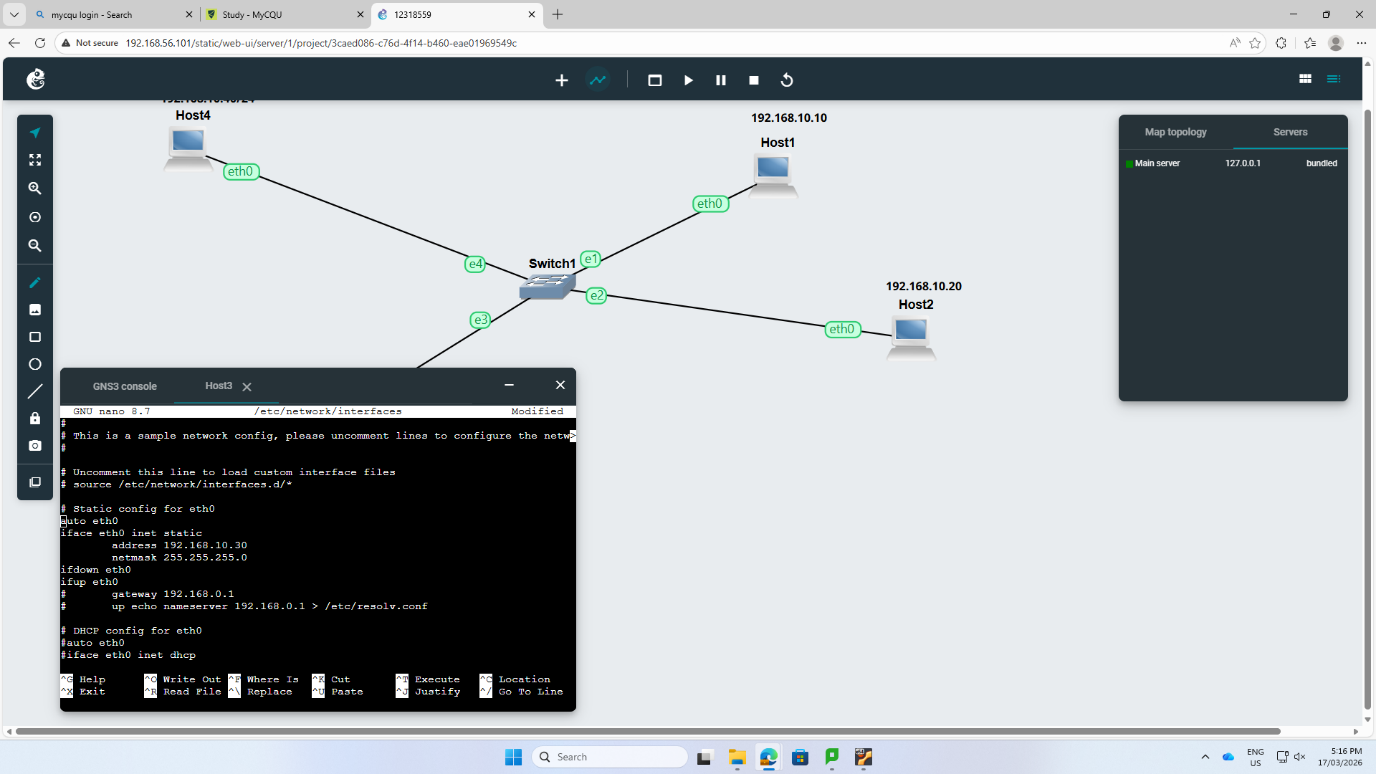 mycqu login - Search
Study - MyCQU
12318559
Not secure 192.168.56.101/static/web-ui/server/1/project/3caed086-c76d-4f14-b460-eae01969549c
192.168.10.40/24
Host4
eth0
192.168.10.10
Host1
eth0
Switch1
e1
e4
e2
e3
192.168.10.20
Host2
eth0
Map topology Servers
Main server 127.0.0.1 bundled
GNS3 console Host3
GNU nano 8.7 /etc/network/interfaces Modified
#
# This is a sample network config, please uncomment lines to configure the netw>
#
# Uncomment this line to load custom interface files
# source /etc/network/interfaces.d/*
# Static config for eth0
auto eth0
iface eth0 inet static
address 192.168.10.30
netmask 255.255.255.0
ifdown eth0
ifup eth0
# gateway 192.168.0.1
# up echo nameserver 192.168.0.1 > /etc/resolv.conf
# DHCP config for eth0
#auto eth0
#iface eth0 inet dhcp
^G Help ^O Write Out ^F Where Is ^K Cut ^T Execute ^C Location
^X Exit ^R Read File ^\ Replace ^U Paste ^J Justify ^/ Go To Line
Search
ENG
US
5:16 PM
17/03/2026